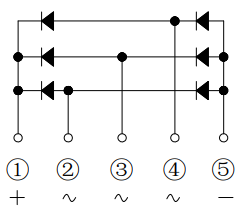 ① ② ③ ④ ⑤
+ ~ ~ ~ −